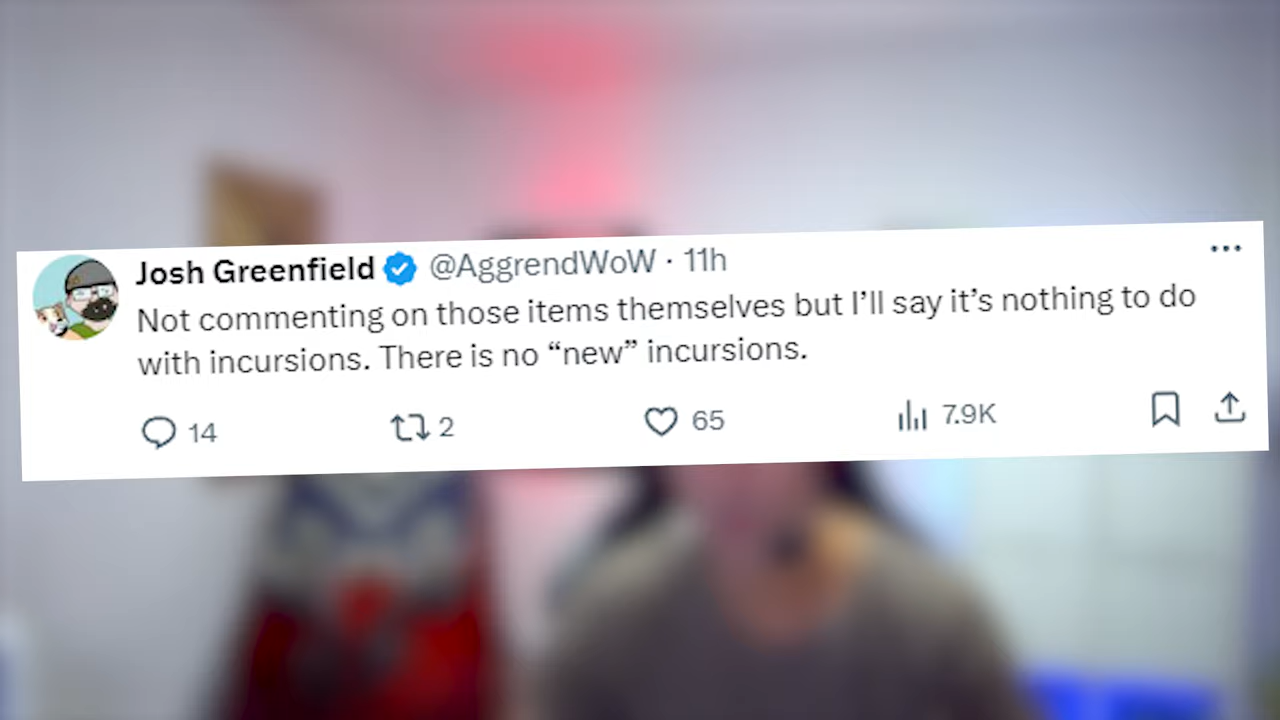 Josh Greenfield @AggrendWoW · 11h
Not commenting on those items themselves but I’ll say it’s nothing to do
with incursions. There is no “new” incursions.
14 2 65 7.9K